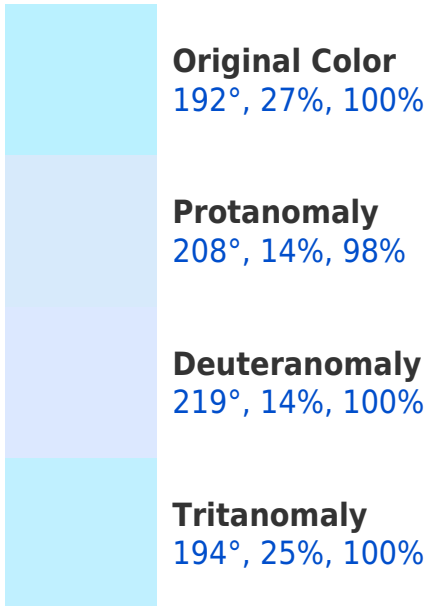 Original Color
192°, 27%, 100%
Protanomaly
208°, 14%, 98%
Deuteranomaly
219°, 14%, 100%
Tritanomaly
194°, 25%, 100%